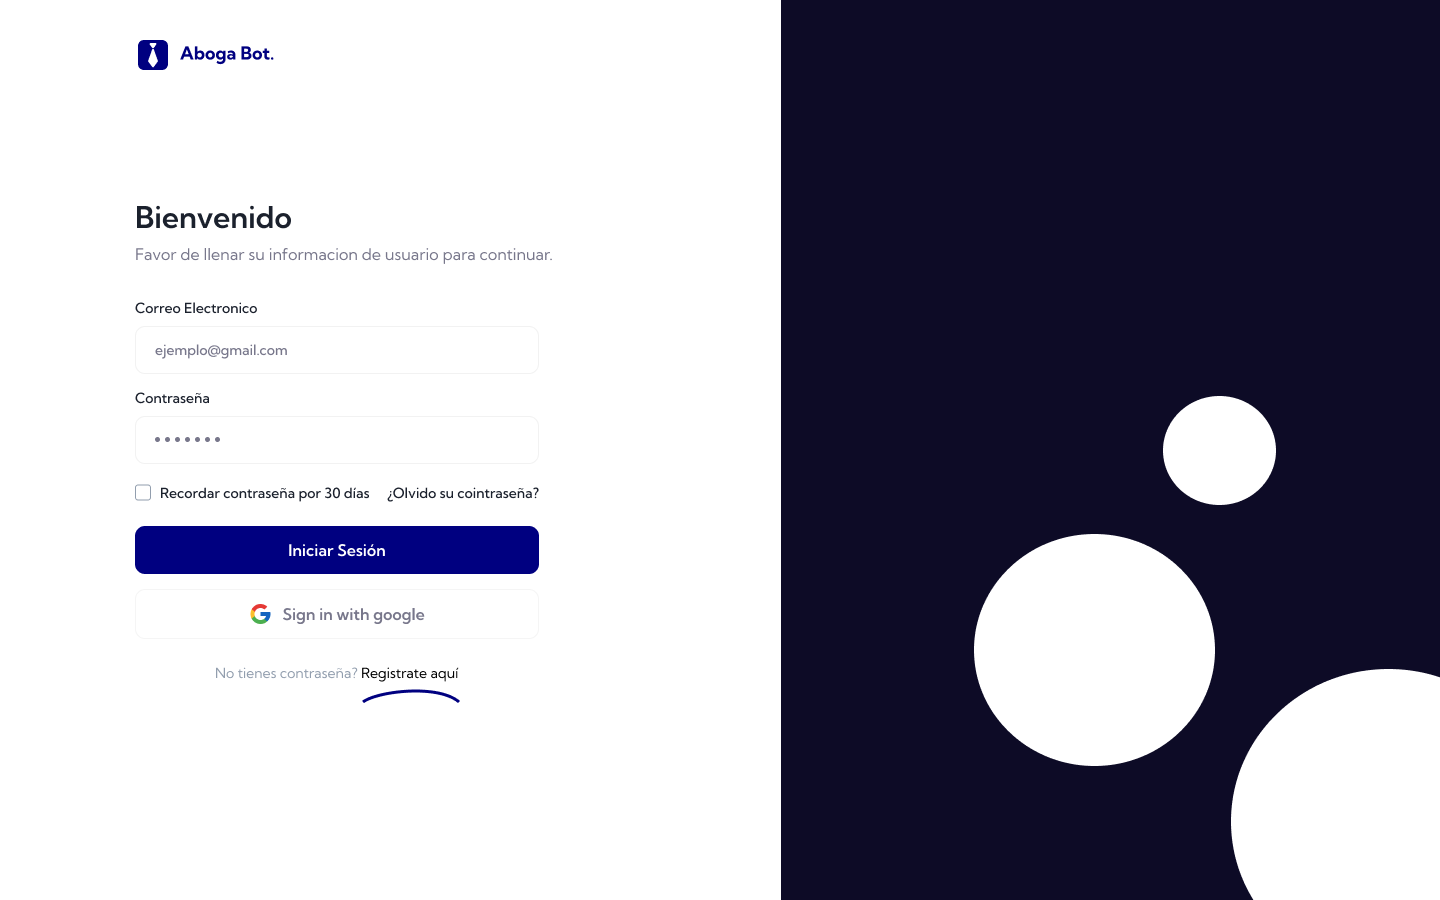 Aboga Bot.
Bienvenido
Favor de llenar su informacion de usuario para continuar.
Correo Electronico
ejemplo@gmail.com
Contraseña
•••••••
Recordar contraseña por 30 días ¿Olvido su cointraseña?
Iniciar Sesión
Sign in with google
No tienes contraseña? Registrate aquí